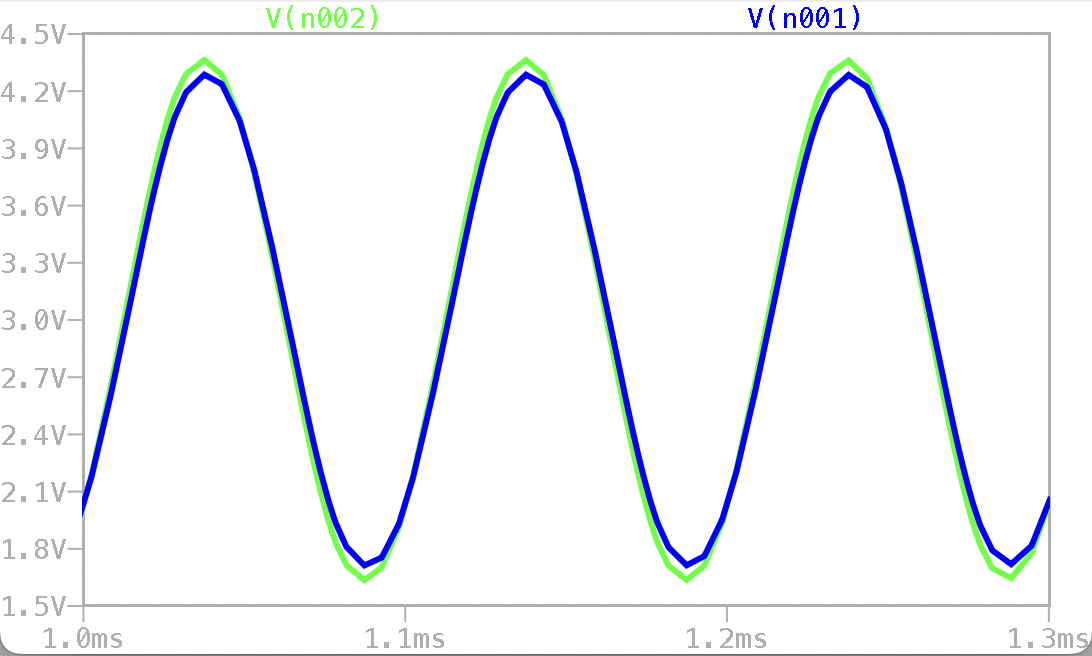 V(n002) V(n001)
4.5V
4.2V
3.9V
3.6V
3.3V
3.0V
2.7V
2.4V
2.1V
1.8V
1.5V
1.0ms 1.1ms 1.2ms 1.3ms